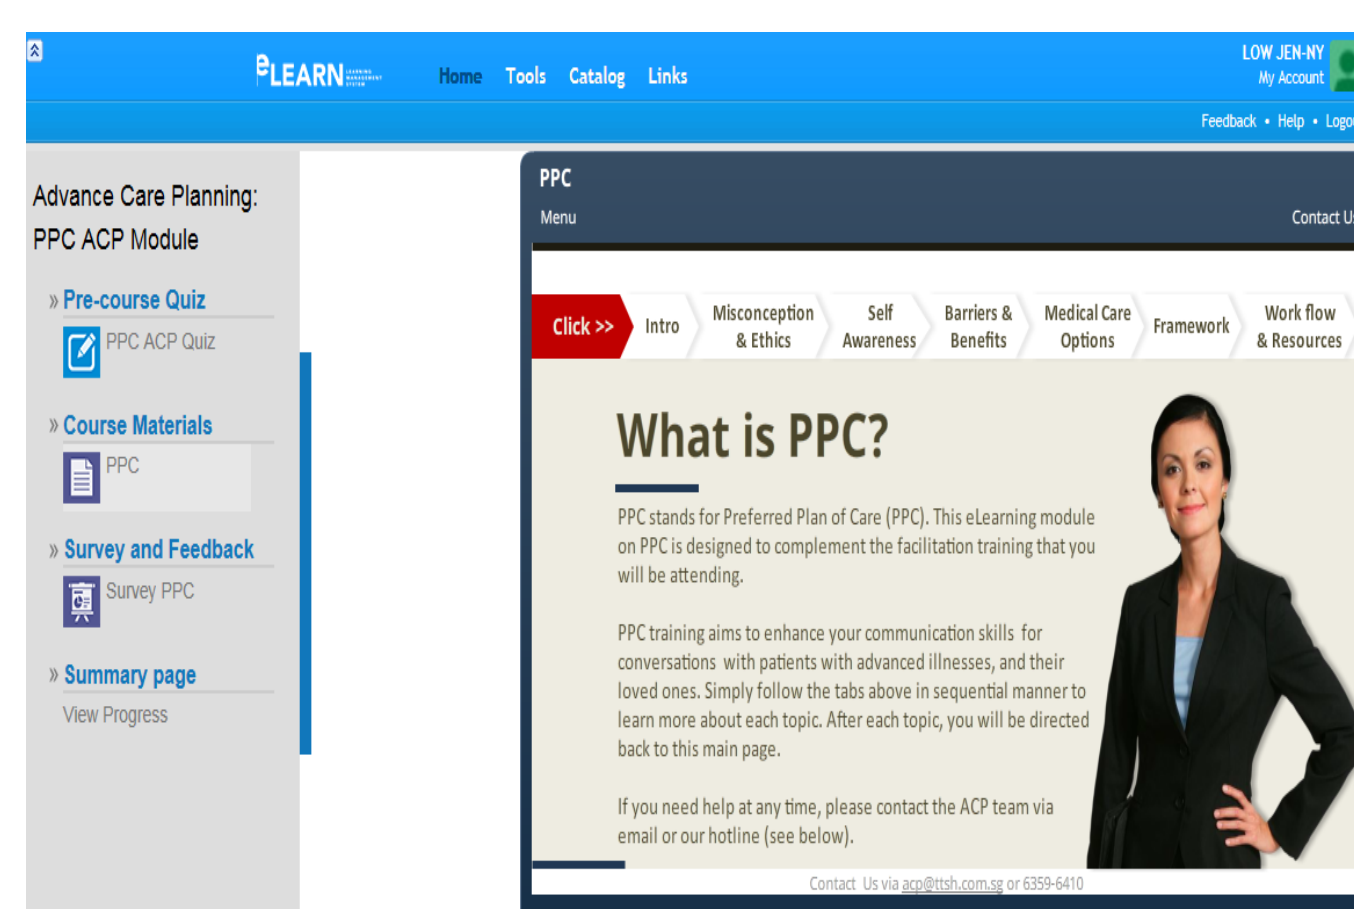 eLEARN LEARNING MANAGEMENT SYSTEM
Home Tools Catalog Links
LOW JEN-NY
My Account
Feedback • Help •
Advance Care Planning:
PPC ACP Module
» Pre-course Quiz
PPC ACP Quiz
» Course Materials
PPC
» Survey and Feedback
Survey PPC
» Summary page
View Progress
PPC
Menu
Contact
Click >>
Intro
Misconception
& Ethics
Self
Awareness
Barriers &
Benefits
Medical Care
Options
Framework
Work flow
& Resources
What is PPC?
PPC stands for Preferred Plan of Care (PPC). This eLearning module
on PPC is designed to complement the facilitation training that you
will be attending.
PPC training aims to enhance your communication skills for
conversations with patients with advanced illnesses, and their
loved ones. Simply follow the tabs above in sequential manner to
learn more about each topic. After each topic, you will be directed
back to this main page.
If you need help at any time, please contact the ACP team via
email or our hotline (see below).
Contact Us via acp@ttsh.com.sg or 6359-6410